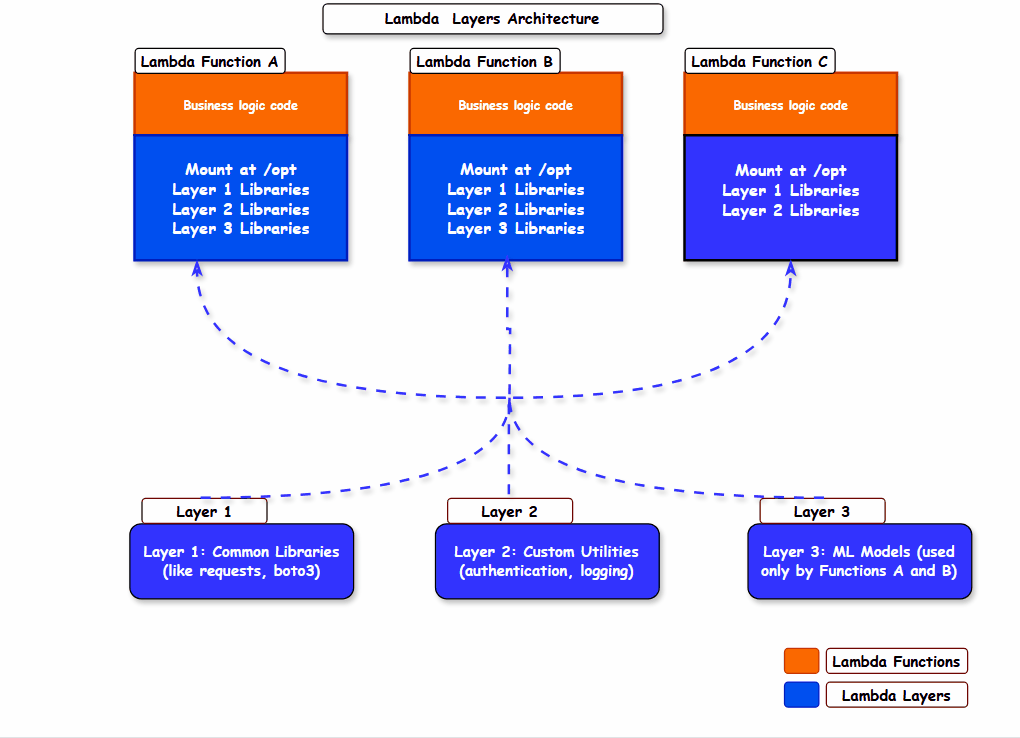 Lambda  Layers Architecture
Lambda Function A
Business logic code
Mount at /opt
Layer 1 Libraries
Layer 2 Libraries
Layer 3 Libraries
Lambda Function B
Business logic code
Mount at /opt
Layer 1 Libraries
Layer 2 Libraries
Layer 3 Libraries
Lambda Function C
Business logic code
Mount at /opt
Layer 1 Libraries
Layer 2 Libraries
Layer 1
Layer 1: Common Libraries
(like requests, boto3)
Layer 2
Layer 2: Custom Utilities
(authentication, logging)
Layer 3
Layer 3: ML Models (used
only by Functions A and B)
Lambda Functions
Lambda Layers